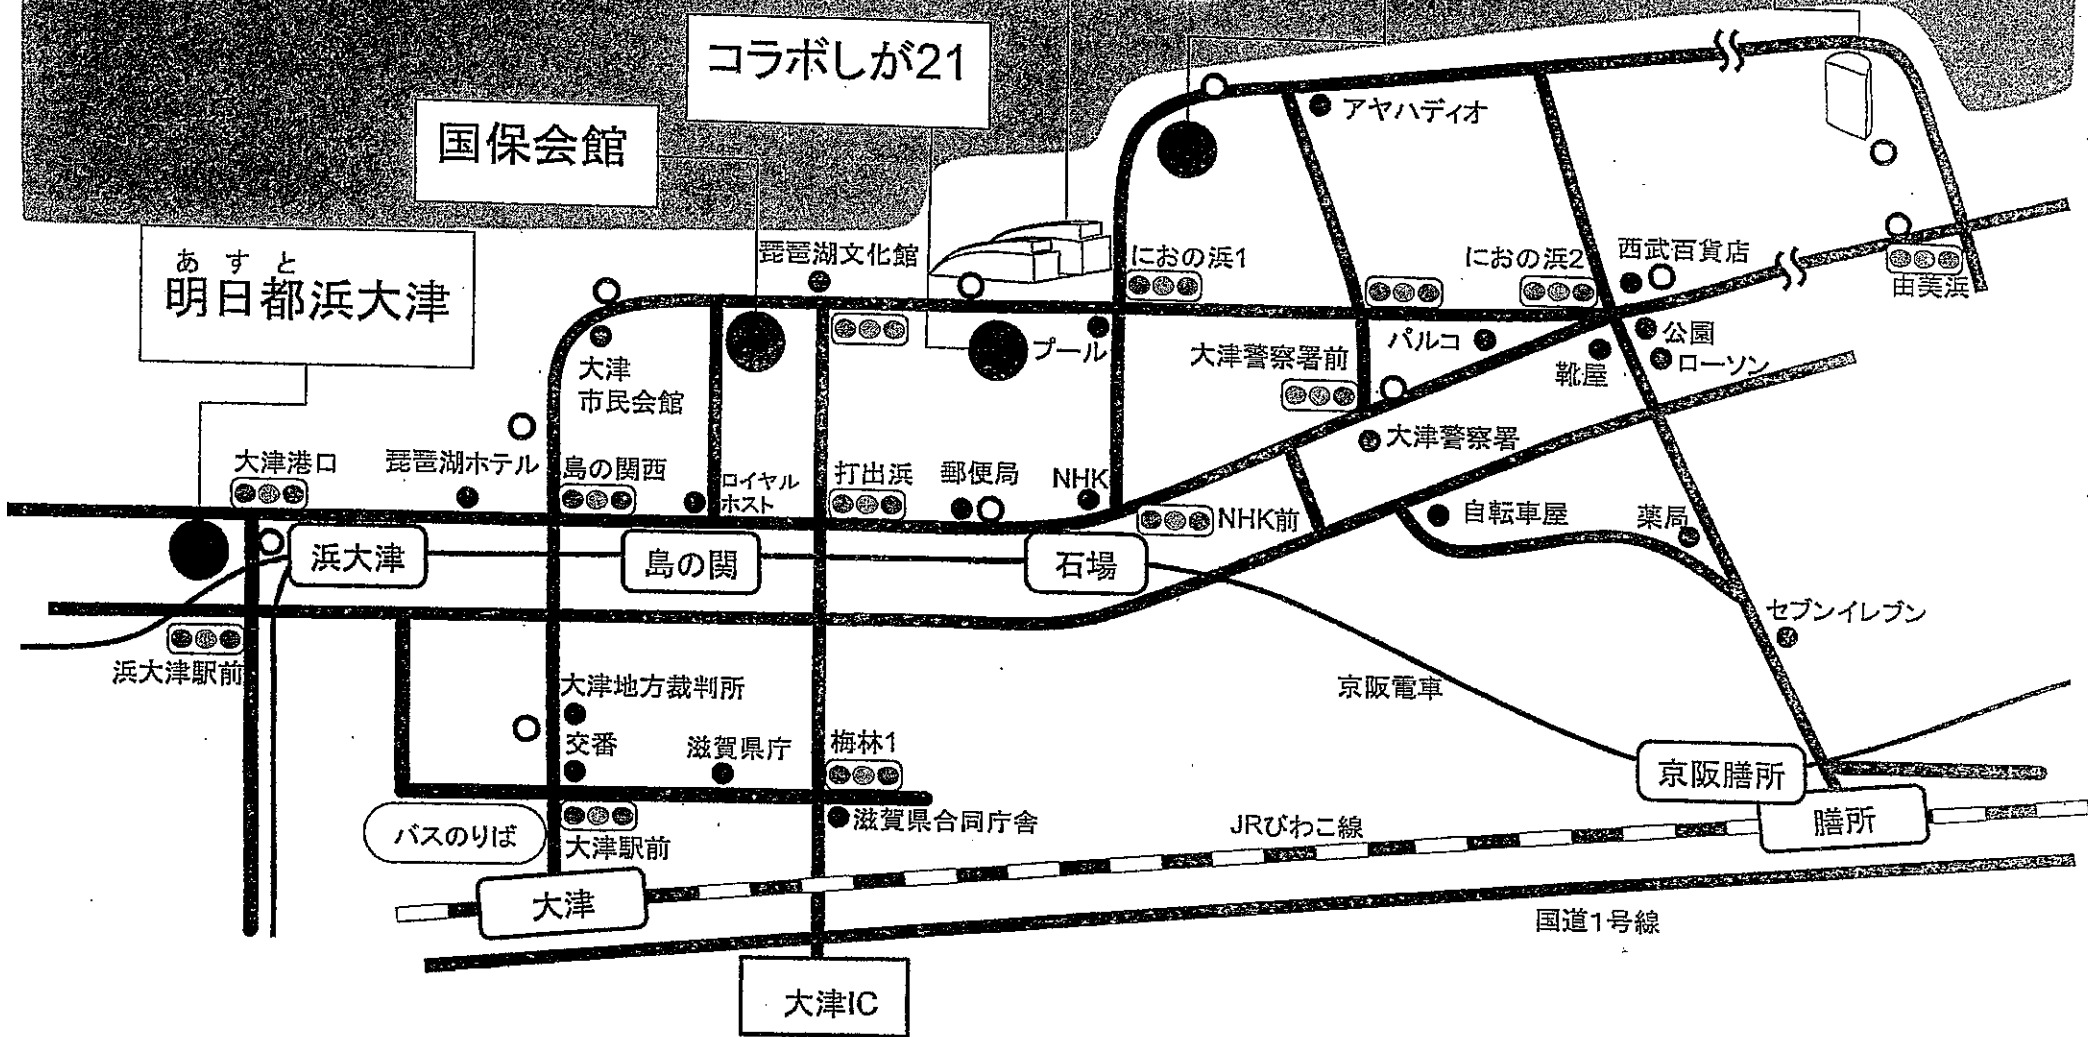 コラボしが21
国保会館
アヤハディオ
あすと
明日都浜大津
琵琶湖文化館
におの浜1
におの浜2
西武百貨店
由美浜
大津
市民会館
プール
大津警察署前
パルコ
公園
靴屋
ローソン
大津港口
琵琶湖ホテル
島の関西
ロイヤル
ホスト
打出浜
郵便局
NHK
大津警察署
NHK前
自転車屋
薬局
浜大津
島の関
石場
セブンイレブン
浜大津駅前
大津地方裁判所
京阪電車
交番
滋賀県庁
梅林1
京阪膳所
バスのりば
滋賀県合同庁舎
JRびわこ線
膳所
大津駅前
大津
国道1号線
大津IC